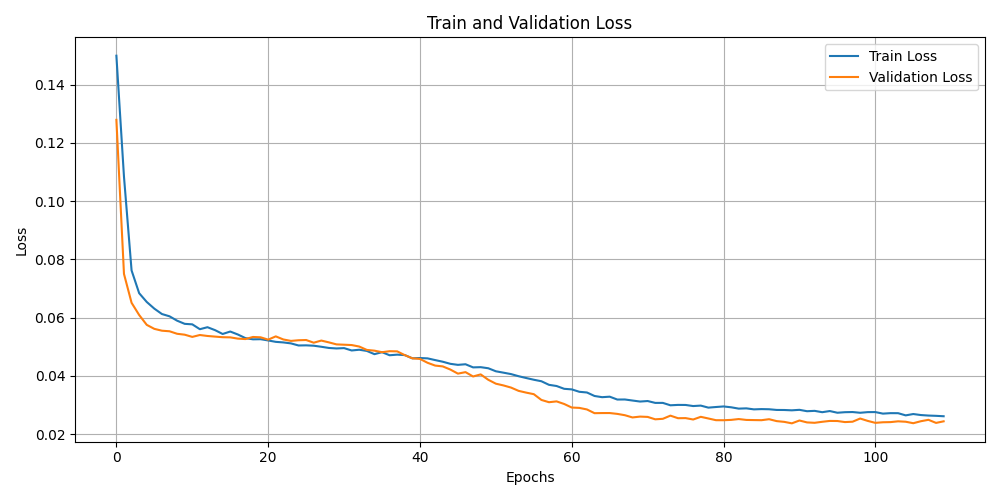 Train and Validation Loss
Train Loss
Validation Loss
0.14
0.12
0.10
0.08
0.06
0.04
0.02
Loss
0 20 40 60 80 100
Epochs